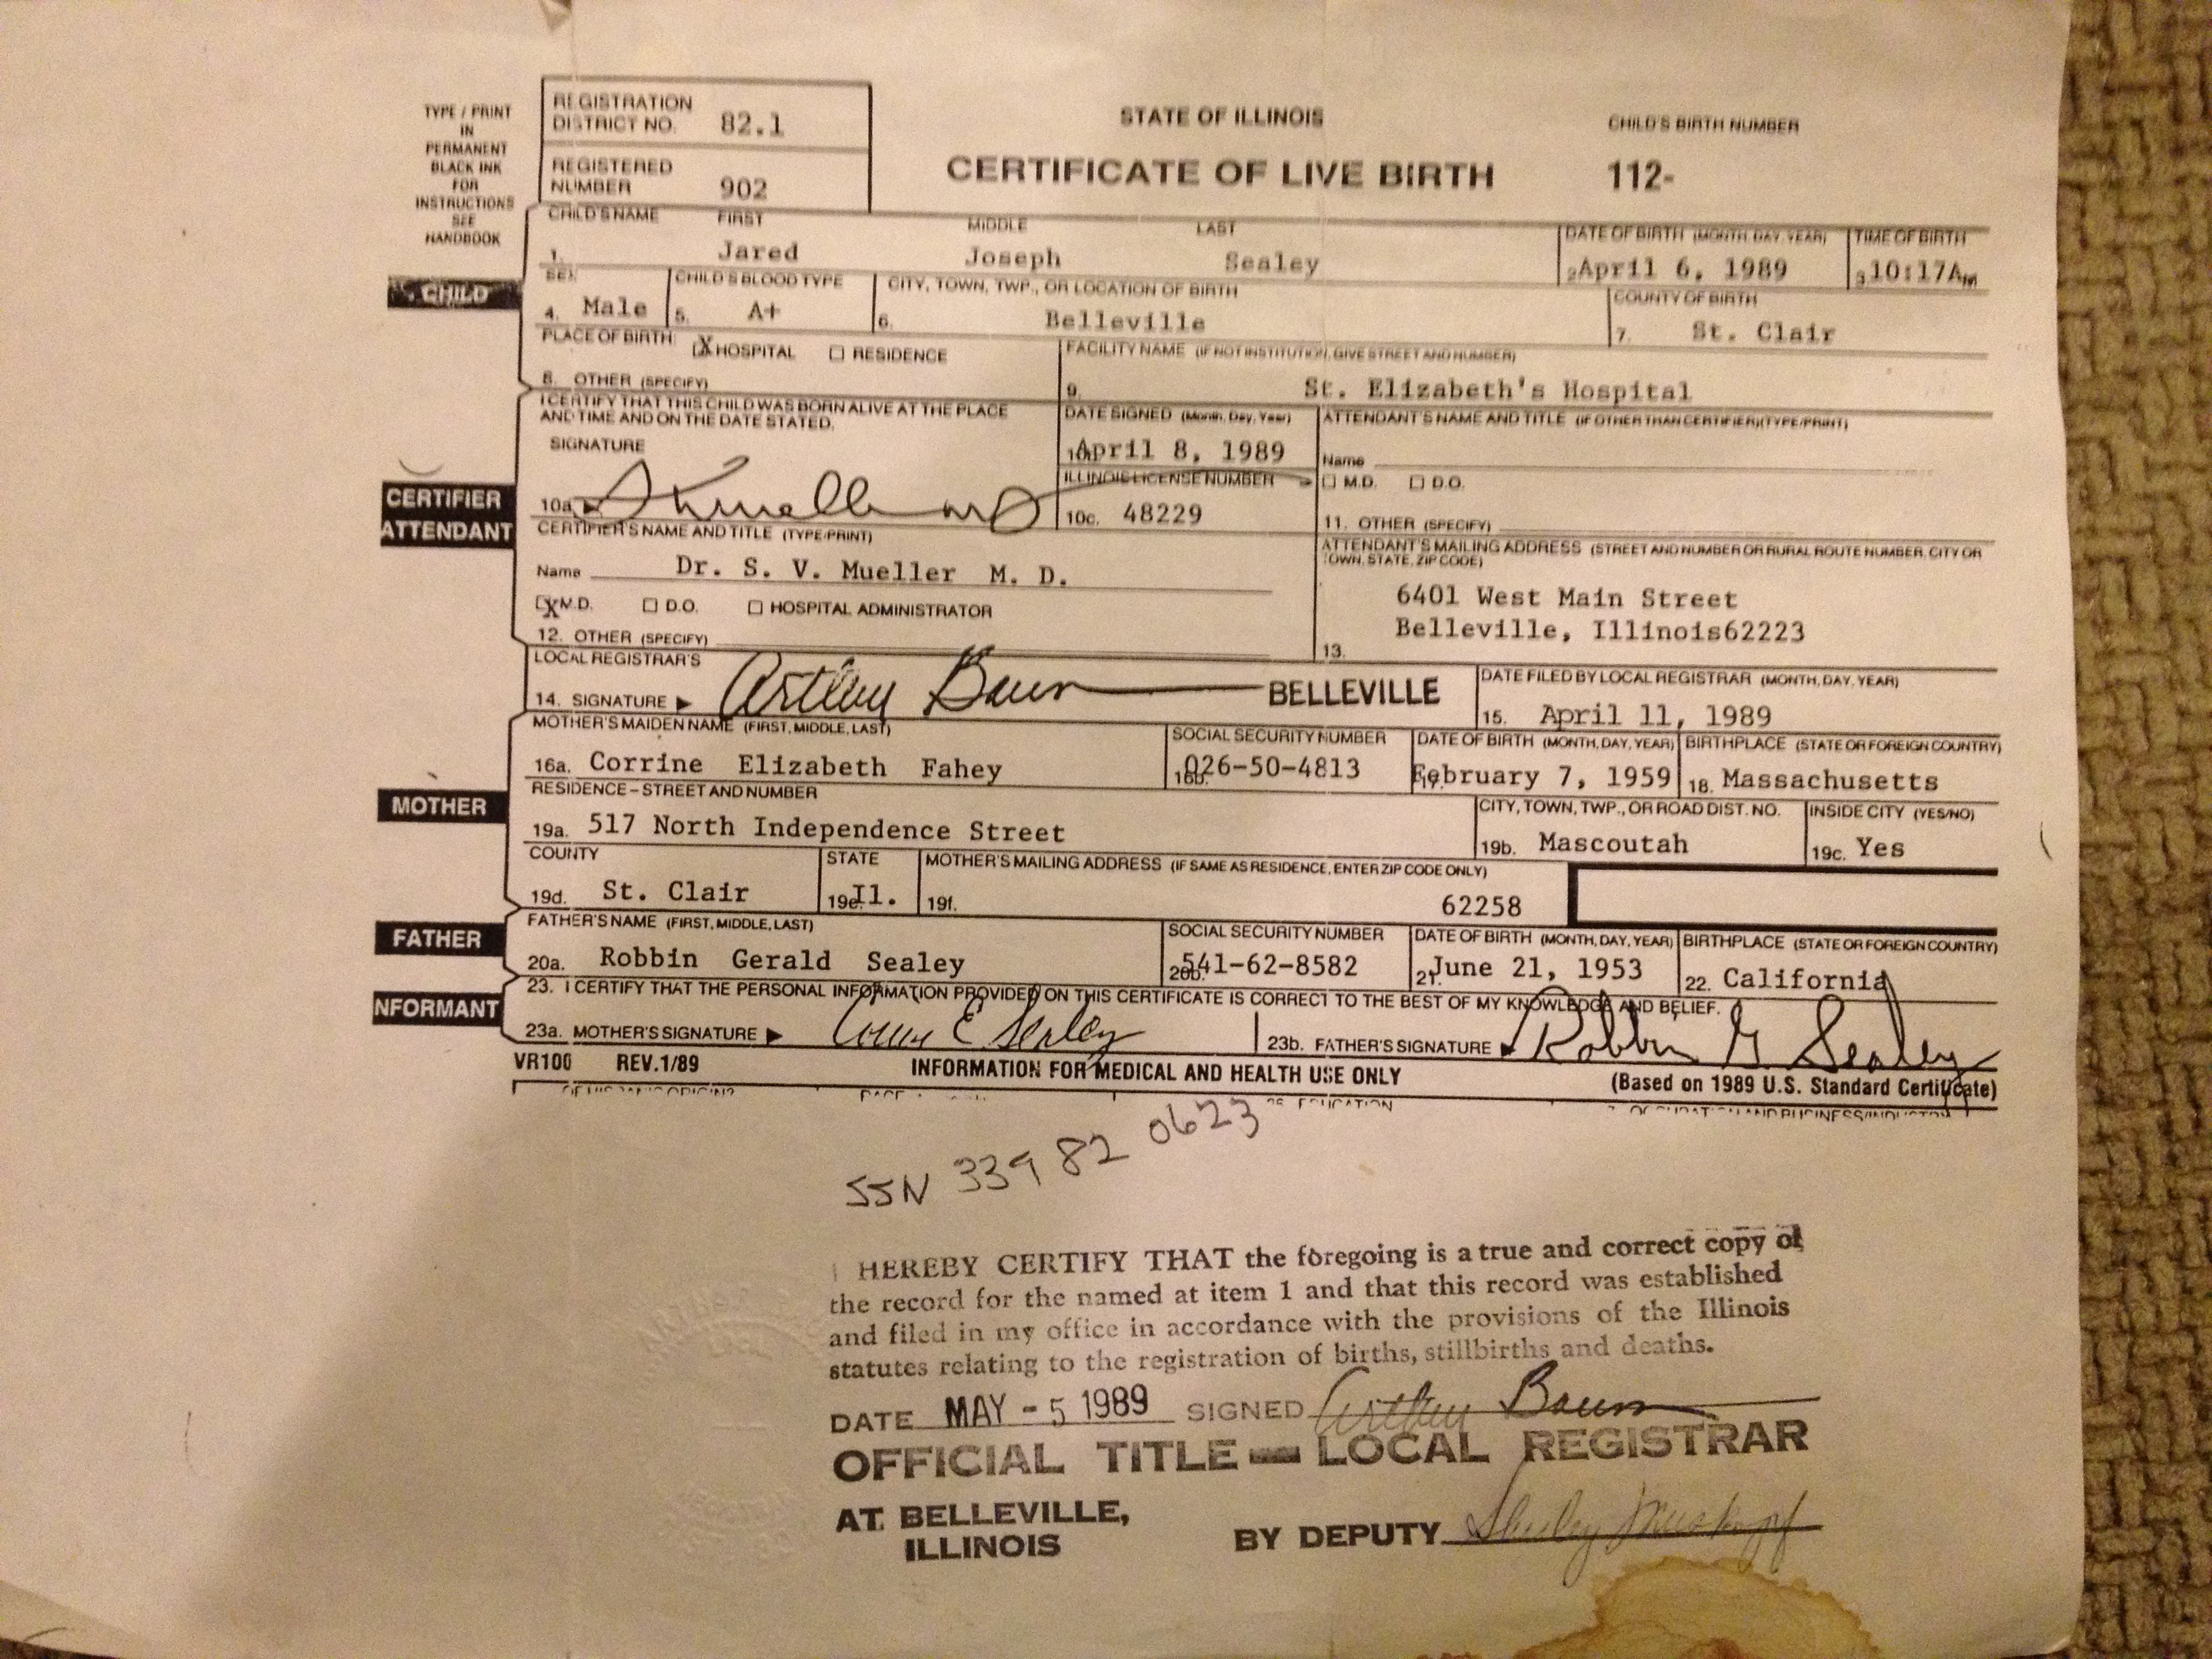 TYPE / PRINT
IN
PERMANENT
BLACK INK
FOR
INSTRUCTIONS
SEE
HANDBOOK
REGISTRATION
DISTRICT NO. 82.1
REGISTERED
NUMBER 902
STATE OF ILLINOIS
CERTIFICATE OF LIVE BIRTH
CHILD'S BIRTH NUMBER
112-
CHILD
CHILD'S NAME FIRST MIDDLE LAST
1. Jared Joseph Sealey
DATE OF BIRTH (MONTH, DAY, YEAR)
2. April 6, 1989
TIME OF BIRTH
3. 10:17A M
SEX
4. Male
CHILD'S BLOOD TYPE
5. A+
CITY, TOWN, TWP., OR LOCATION OF BIRTH
6. Belleville
COUNTY OF BIRTH
7. St. Clair
PLACE OF BIRTH: X HOSPITAL ☐ RESIDENCE
8. OTHER (SPECIFY)
FACILITY NAME (IF NOT INSTITUTION, GIVE STREET AND NUMBER)
9. St. Elizabeth's Hospital
CERTIFIER
ATTENDANT
I CERTIFY THAT THIS CHILD WAS BORN ALIVE AT THE PLACE
AND TIME AND ON THE DATE STATED.
SIGNATURE
10a.
DATE SIGNED (Month, Day, Year)
10b. April 8, 1989
ILLINOIS LICENSE NUMBER
10c. 48229
ATTENDANT'S NAME AND TITLE (IF OTHER THAN CERTIFIER) (TYPE/PRINT)
Name
☐ M.D. ☐ D.O.
11. OTHER (SPECIFY)
CERTIFIER'S NAME AND TITLE (TYPE/PRINT)
Name Dr. S. V. Mueller M. D.
X M.D. ☐ D.O. ☐ HOSPITAL ADMINISTRATOR
12. OTHER (SPECIFY)
ATTENDANT'S MAILING ADDRESS (STREET AND NUMBER OR RURAL ROUTE NUMBER, CITY OR
TOWN, STATE, ZIP CODE)
6401 West Main Street
Belleville, Illinois62223
13.
LOCAL REGISTRAR'S
14. SIGNATURE ▶ Arthur Baum BELLEVILLE
DATE FILED BY LOCAL REGISTRAR (MONTH, DAY, YEAR)
15. April 11, 1989
MOTHER
MOTHER'S MAIDEN NAME (FIRST, MIDDLE, LAST)
16a. Corrine Elizabeth Fahey
SOCIAL SECURITY NUMBER
16b. 026-50-4813
DATE OF BIRTH (MONTH, DAY, YEAR)
17. February 7, 1959
BIRTHPLACE (STATE OR FOREIGN COUNTRY)
18. Massachusetts
RESIDENCE – STREET AND NUMBER
19a. 517 North Independence Street
CITY, TOWN, TWP., OR ROAD DIST. NO.
19b. Mascoutah
INSIDE CITY (YES/NO)
19c. Yes
COUNTY
19d. St. Clair
STATE
19e. Il.
MOTHER'S MAILING ADDRESS (IF SAME AS RESIDENCE, ENTER ZIP CODE ONLY)
19f. 62258
FATHER
FATHER'S NAME (FIRST, MIDDLE, LAST)
20a. Robbin Gerald Sealey
SOCIAL SECURITY NUMBER
20b. 541-62-8582
DATE OF BIRTH (MONTH, DAY, YEAR)
21. June 21, 1953
BIRTHPLACE (STATE OR FOREIGN COUNTRY)
22. California
NFORMANT
23. I CERTIFY THAT THE PERSONAL INFORMATION PROVIDED ON THIS CERTIFICATE IS CORRECT TO THE BEST OF MY KNOWLEDGE AND BELIEF.
23a. MOTHER'S SIGNATURE ▶ E Sealey
23b. FATHER'S SIGNATURE ▶ Robbin G Sealey
VR100 REV. 1/89
INFORMATION FOR MEDICAL AND HEALTH USE ONLY
(Based on 1989 U.S. Standard Certificate)
SSN 339 82 0623
I HEREBY CERTIFY THAT the foregoing is a true and correct copy of
the record for the named at item 1 and that this record was established
and filed in my office in accordance with the provisions of the Illinois
statutes relating to the registration of births, stillbirths and deaths.
DATE MAY - 5 1989 SIGNED Arthur Baum
OFFICIAL TITLE — LOCAL REGISTRAR
AT BELLEVILLE,
ILLINOIS
BY DEPUTY Shirley